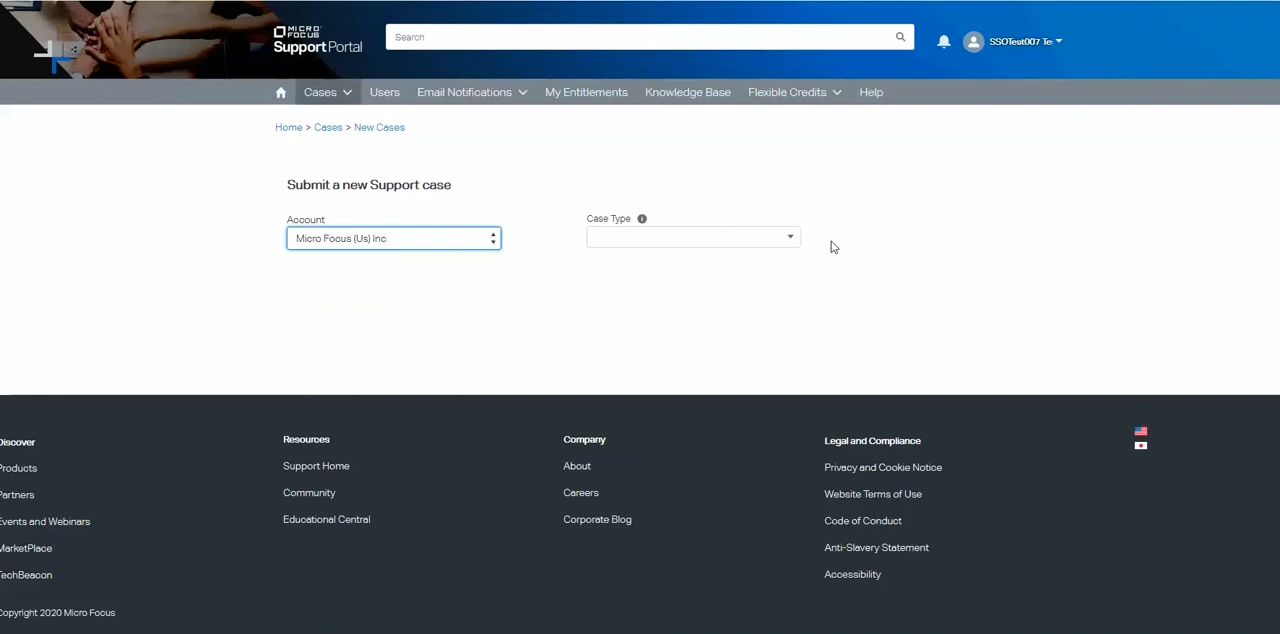 MICRO
FOCUS
Support Portal
Search
SSOTest007 Te
Cases
Users
Email Notifications
My Entitlements
Knowledge Base
Flexible Credits
Help
Home > Cases > New Cases
Submit a new Support case
Account
Case Type
Micro Focus (Us) Inc
Discover
Products
Partners
Events and Webinars
MarketPlace
TechBeacon
Copyright 2020 Micro Focus
Resources
Support Home
Community
Educational Central
Company
About
Careers
Corporate Blog
Legal and Compliance
Privacy and Cookie Notice
Website Terms of Use
Code of Conduct
Anti-Slavery Statement
Accessibility